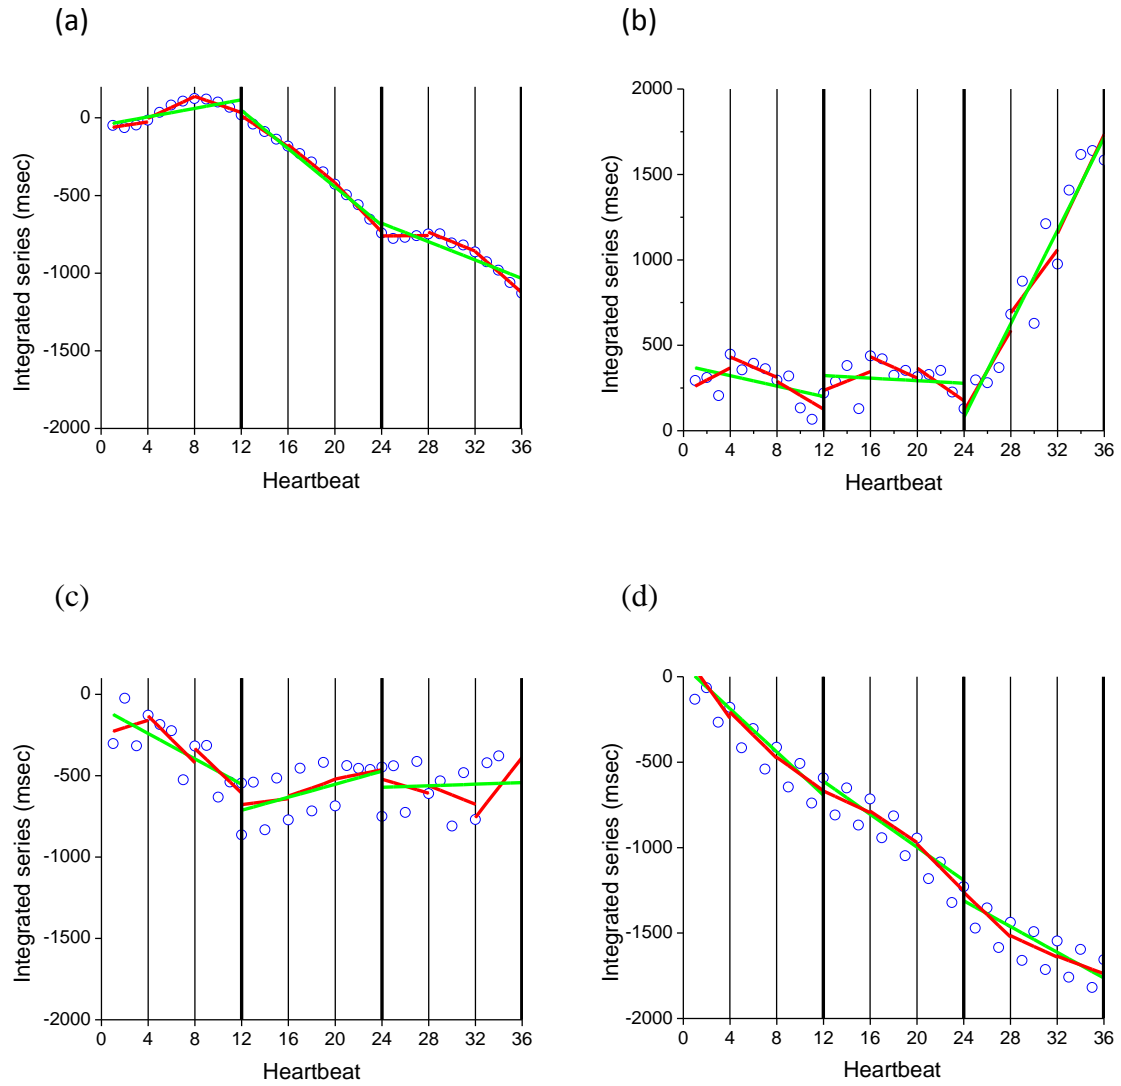 (a)
0
-500
-1000
-1500
-2000
Integrated series (msec)
0 4 8 12 16 20 24 28 32 36
Heartbeat
(b)
2000
1500
1000
500
0
Integrated series (msec)
0 4 8 12 16 20 24 28 32 36
Heartbeat
(c)
0
-500
-1000
-1500
-2000
Integrated series (msec)
0 4 8 12 16 20 24 28 32 36
Heartbeat
(d)
0
-500
-1000
-1500
-2000
Integrated series (msec)
0 4 8 12 16 20 24 28 32 36
Heartbeat